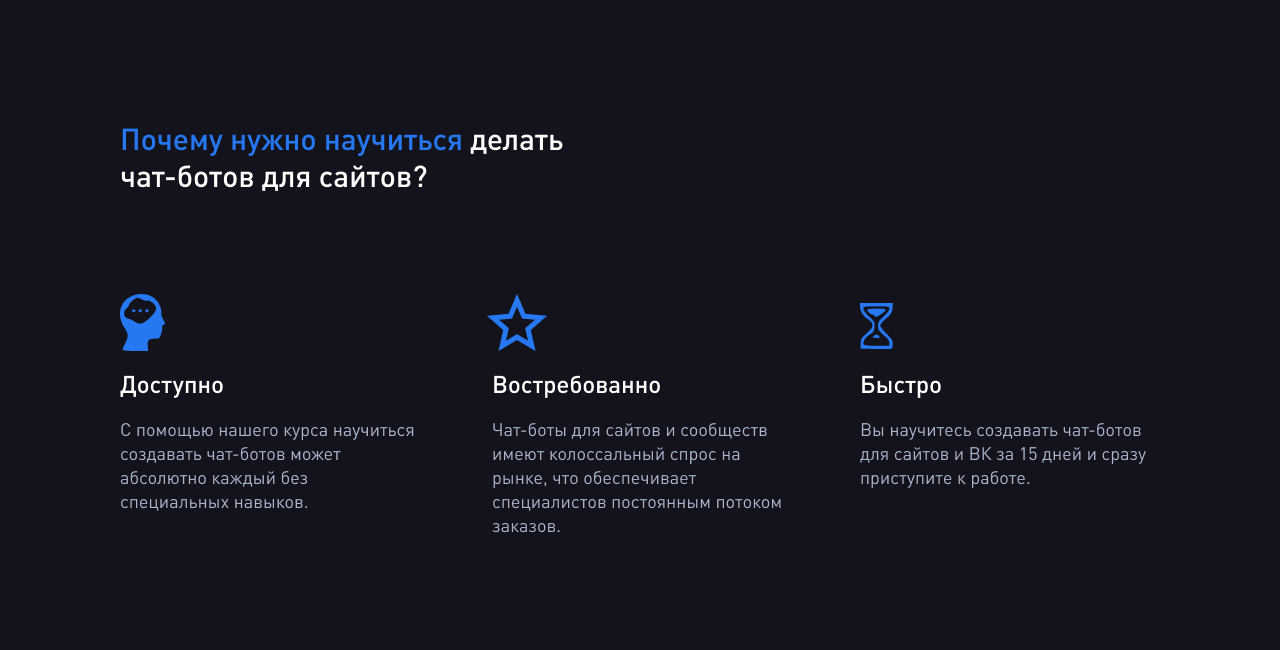 Почему нужно научиться делать
чат-ботов для сайтов?
Доступно
С помощью нашего курса научиться
создавать чат-ботов может
абсолютно каждый без
специальных навыков.
Востребованно
Чат-боты для сайтов и сообществ
имеют колоссальный спрос на
рынке, что обеспечивает
специалистов постоянным потоком
заказов.
Быстро
Вы научитесь создавать чат-ботов
для сайтов и ВК за 15 дней и сразу
приступите к работе.